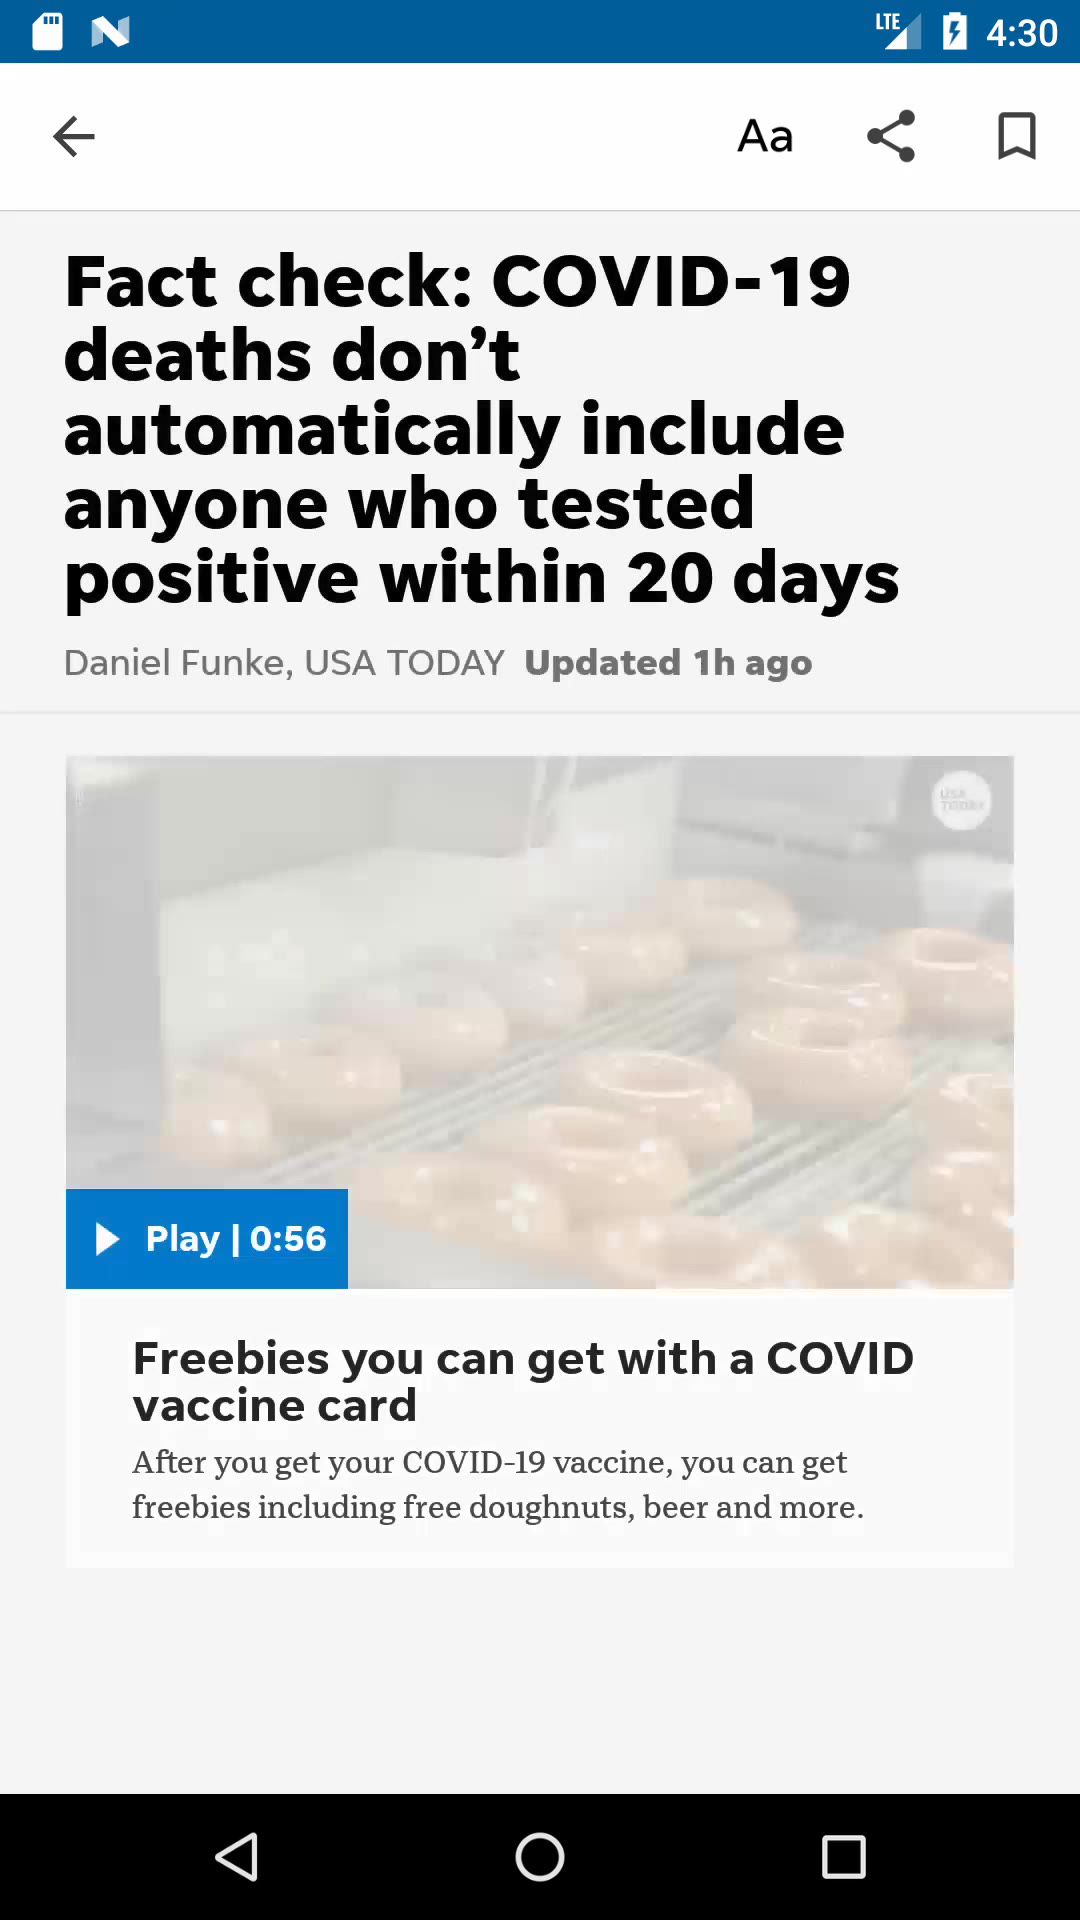 LTE 4:30
Aa
Fact check: COVID-19
deaths don’t
automatically include
anyone who tested
positive within 20 days
Daniel Funke, USA TODAY Updated 1h ago
USA
TODAY
Play | 0:56
Freebies you can get with a COVID
vaccine card
After you get your COVID-19 vaccine, you can get
freebies including free doughnuts, beer and more.